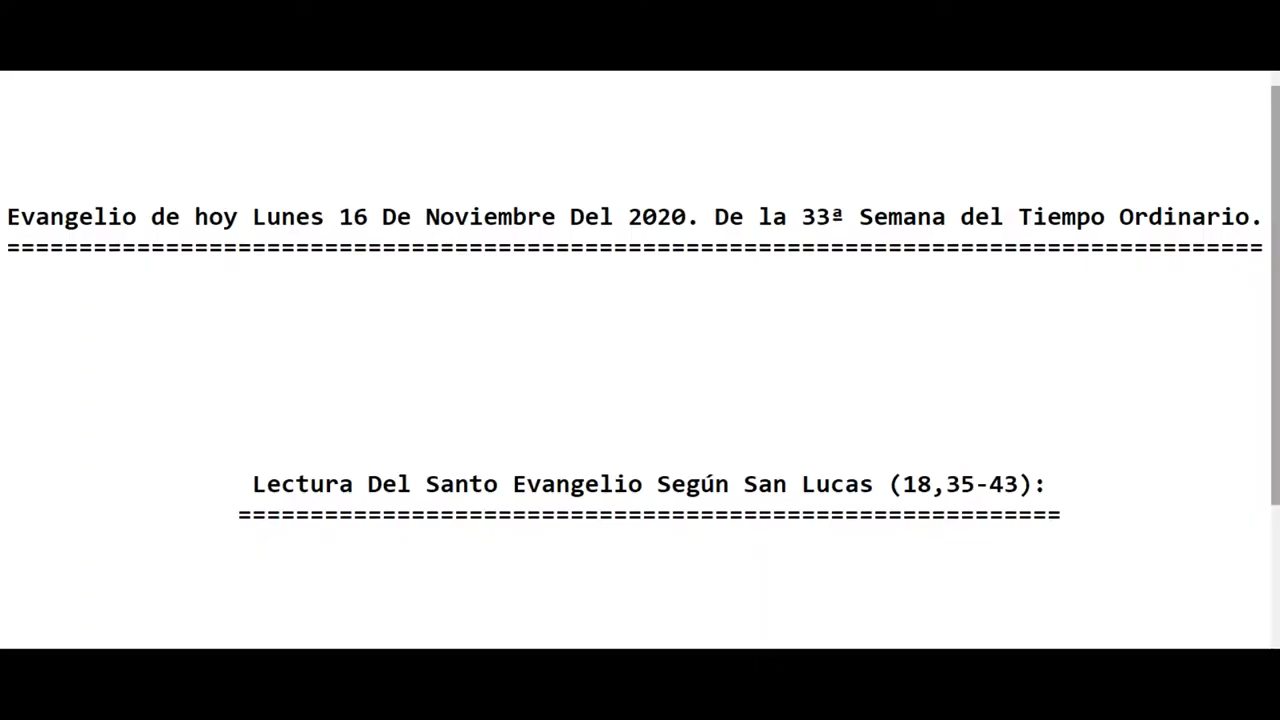 Evangelio de hoy Lunes 16 De Noviembre Del 2020. De la 33ª Semana del Tiempo Ordinario.
=======================================================================================
Lectura Del Santo Evangelio Según San Lucas (18,35-43):
=========================================================